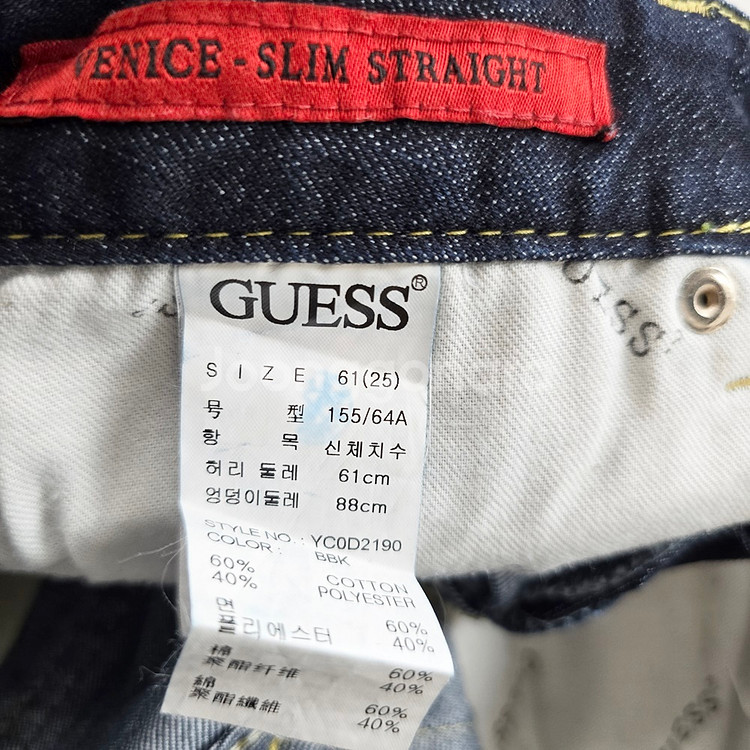 VENICE - SLIM STRAIGHT
GUESS®
SIZE 61(25)
号型 155/64A
항목 신체치수
허리 둘레 61cm
엉덩이둘레 88cm
STYLE NO.: YC0D2190
COLOR: BBK
60% COTTON
40% POLYESTER
면 60%
폴리에스터 40%
棉 60%
聚酯纤维 40%
綿 60%
聚酯纖維 40%